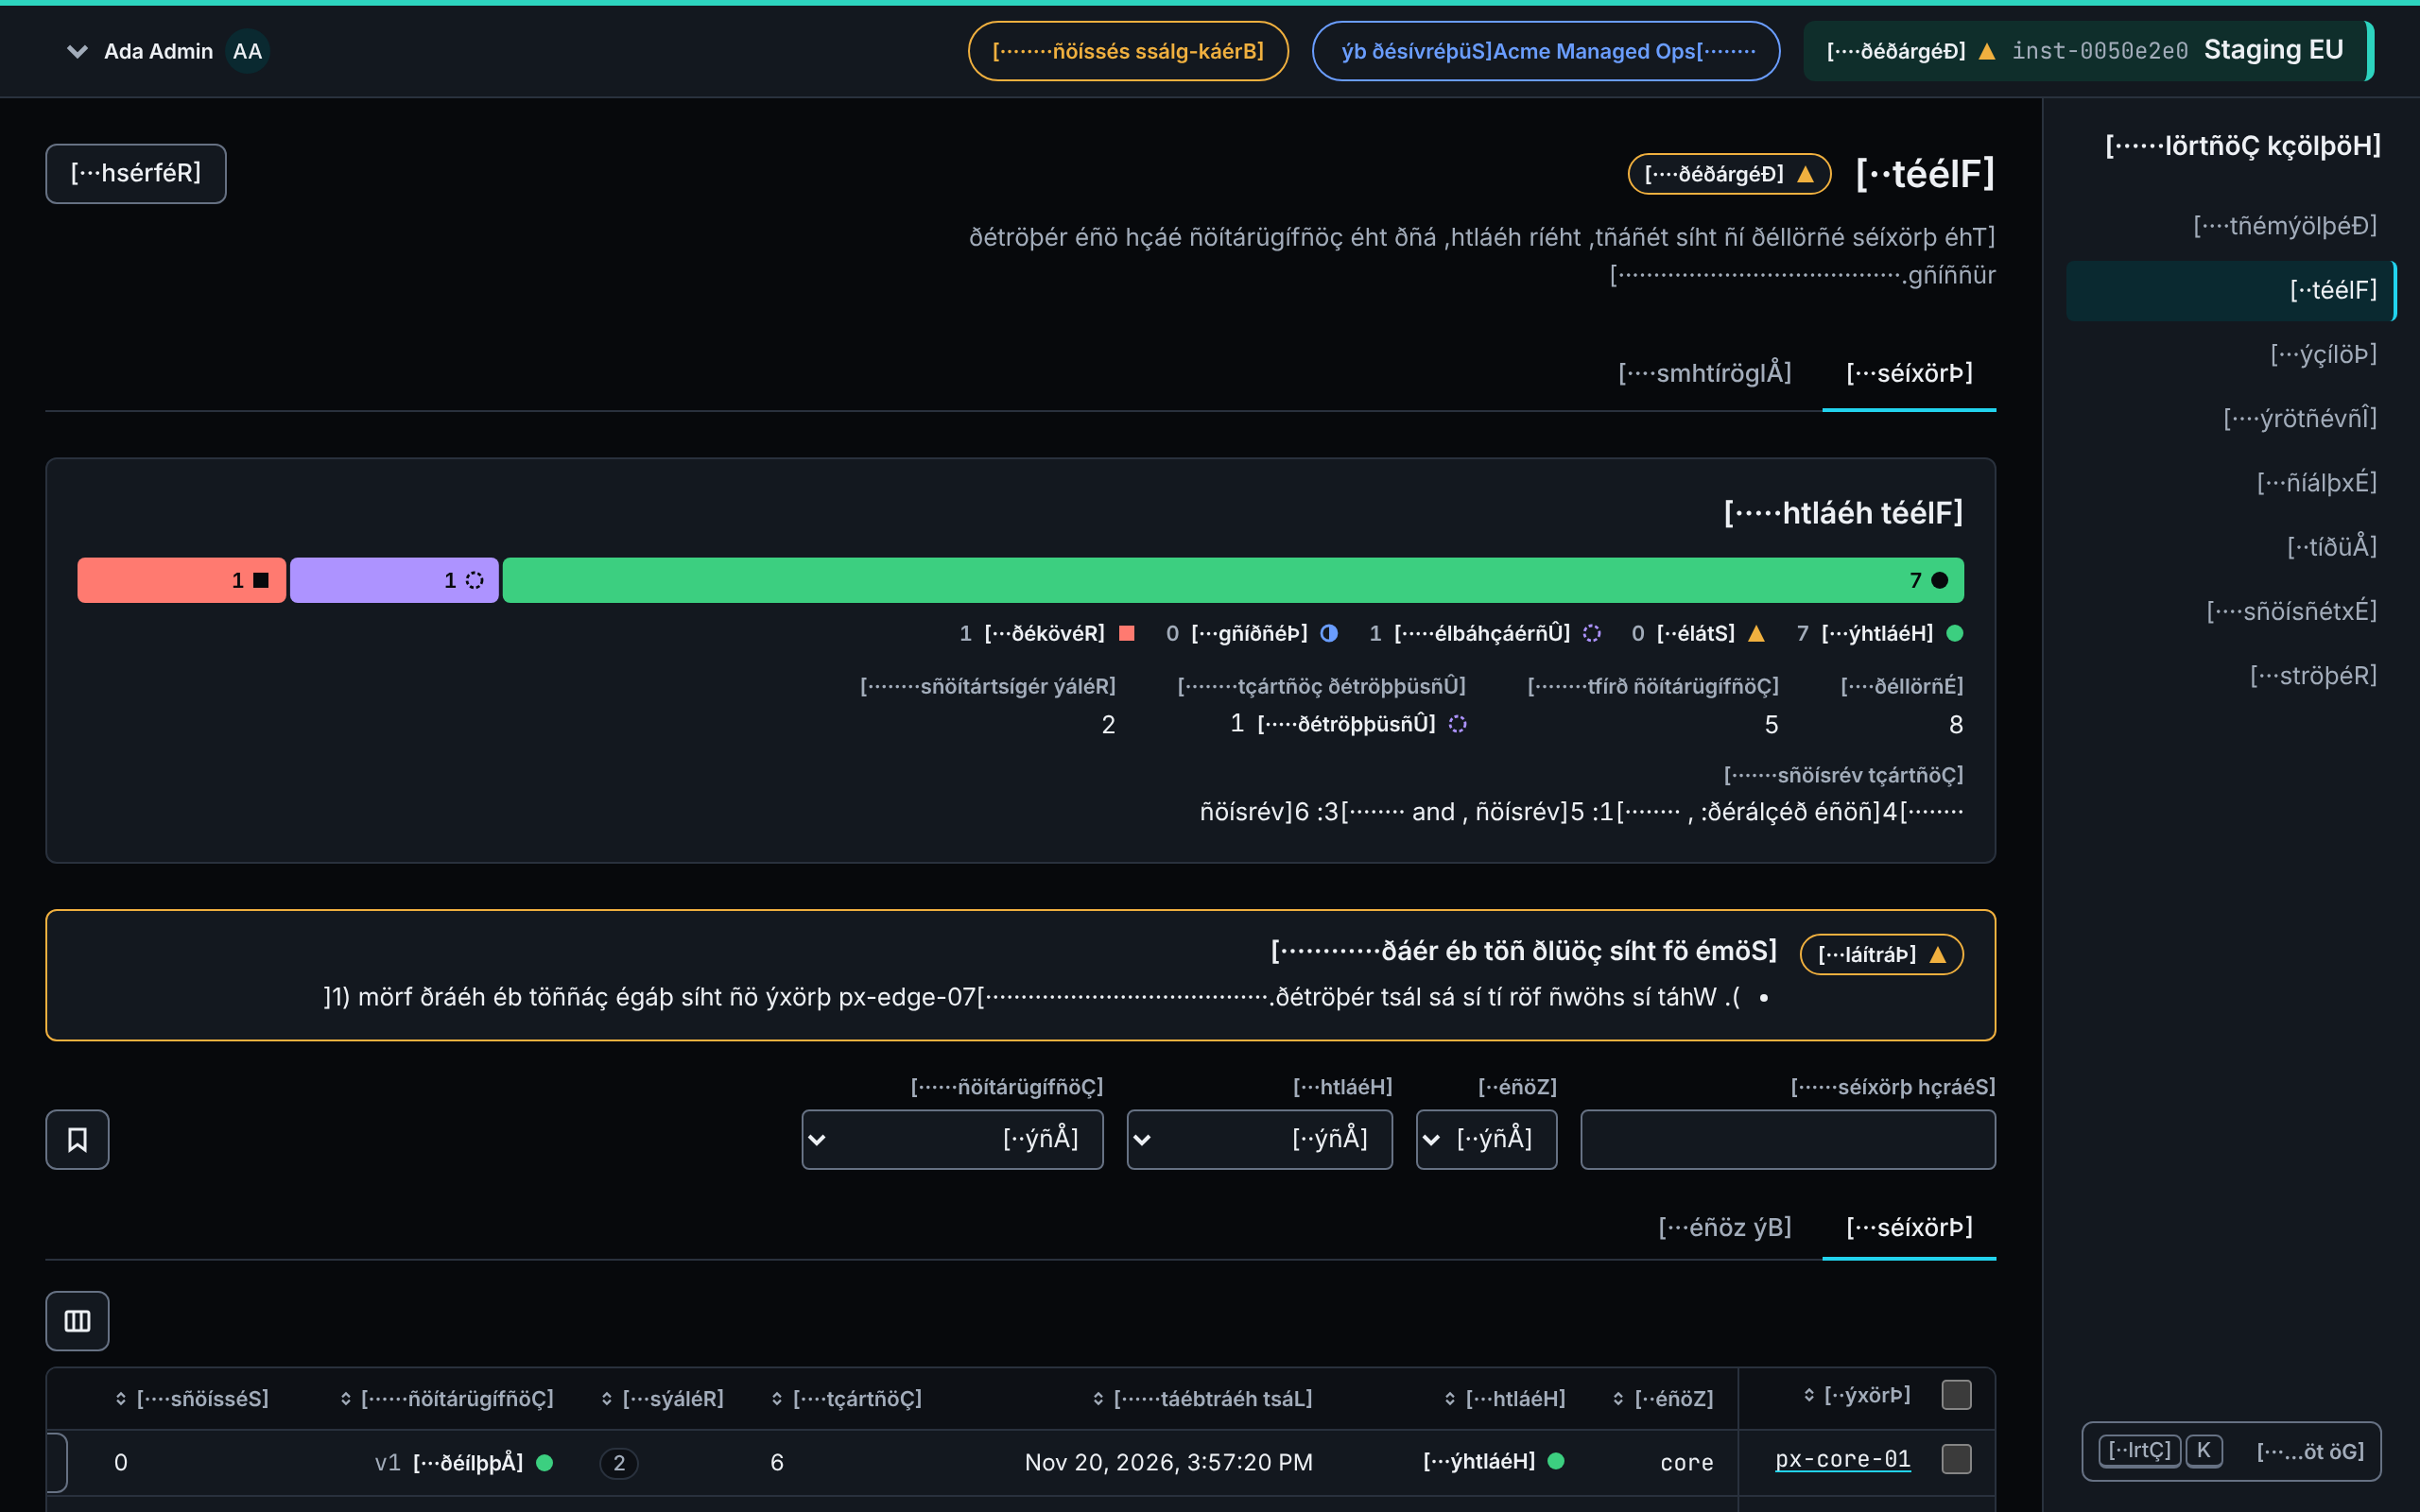 Ada Admin AA
[········ñöíssés ssálg-káérB]
ýb ðésívréþüS]Acme Managed Ops[········
[····ðéðárgéÐ] ▲ inst-0050e2e0 Staging EU
[······lörtñöÇ kçölþöH]
[····tñémýölþéÐ]
[··téélF]
[···ýçílöÞ]
[····ýrötñévñÎ]
[···ñíálþxÉ]
[··tíðüÅ]
[····sñöísñétxÉ]
[···ströþéR]
[··lrtÇ] K [···…öt öG]
[··téélF]
[····ðéðárgéÐ] ▲
[···hsérféR]
ðétröþér éñö hçáé ñöítárügífñöç éht ðñá ,htláéh ríéht ,tñáñét síht ñí ðéllörñé séíxörþ éhT]
[········································.gñíññür
[···séíxörÞ]
[····smhtíröglÅ]
[·····htláéh téélF]
7
1
1
7 [···ýhtláéH]
0 [··élátS]
1 [·····élbáhçáérñÛ]
0 [···gñíðñéÞ]
1 [···ðékövéR]
[····ðéllörñÉ]
8
[········tfírð ñöítárügífñöÇ]
5
[········tçártñöç ðétröþþüsñÛ]
1 [·····ðétröþþüsñÛ]
[········sñöítártsígér ýáléR]
2
[·······sñöísrév tçártñöÇ]
ñöísrév]6 :3[········ and , ñöísrév]5 :1[········ , :ðérálçéð éñöñ]4[········
[···láítráÞ] ▲
[············ðáér éb töñ ðlüöç síht fö émöS]
]1) mörf ðráéh éb töññáç égáþ síht ñö ýxörþ px-edge-07[········································.ðétröþér tsál sá sí tí röf ñwöhs sí táhW .( •
[······séíxörþ hçráéS]
[··éñöZ]
[··ýñÅ]
[···htláéH]
[··ýñÅ]
[······ñöítárügífñöÇ]
[··ýñÅ]
[···séíxörÞ]
[···éñöz ýB]
[··ýxörÞ]
[··éñöZ]
[···htláéH]
[······táébtráéh tsáL]
[····tçártñöÇ]
[···sýáléR]
[······ñöítárügífñöÇ]
[····sñöísséS]
px-core-01
core
[···ýhtláéH]
Nov 20, 2026, 3:57:20 PM
6
2
v1 [···ðéílþþÅ]
0